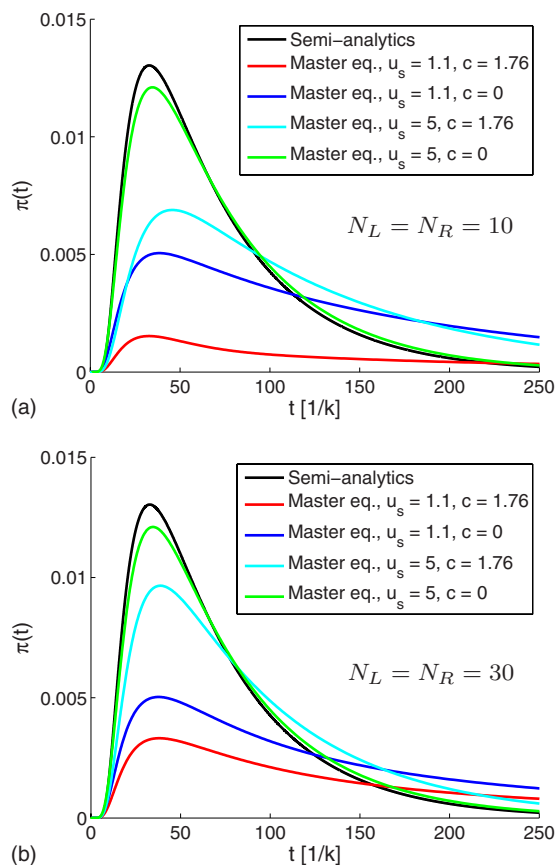 0.015
0.01
0.005
0
π(t)
Semi−analytics
Master eq., u_s = 1.1, c = 1.76
Master eq., u_s = 1.1, c = 0
Master eq., u_s = 5, c = 1.76
Master eq., u_s = 5, c = 0
N_L = N_R = 10
0 50 100 150 200 250
t [1/k]
(a)
0.015
0.01
0.005
0
π(t)
Semi−analytics
Master eq., u_s = 1.1, c = 1.76
Master eq., u_s = 1.1, c = 0
Master eq., u_s = 5, c = 1.76
Master eq., u_s = 5, c = 0
N_L = N_R = 30
0 50 100 150 200 250
t [1/k]
(b)